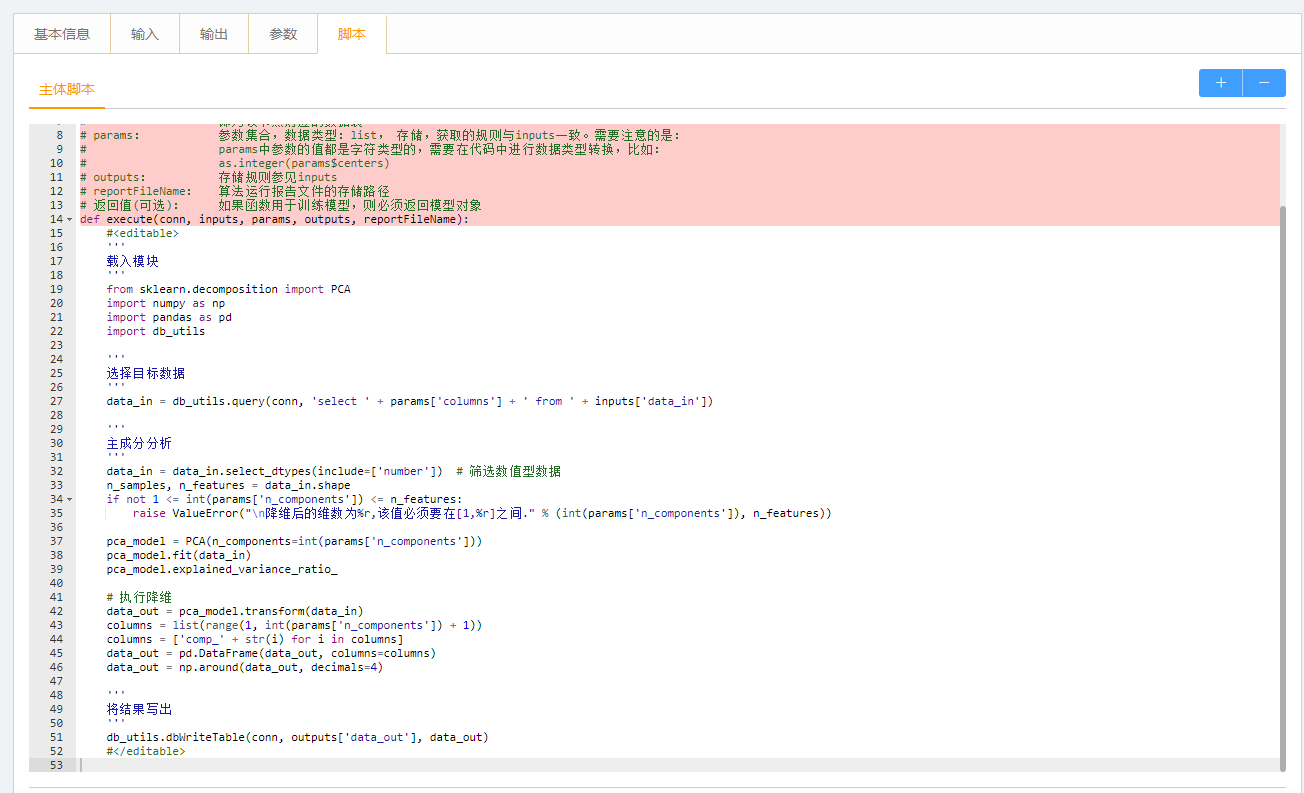 基本信息 输入 输出 参数 脚本
主体脚本
+ −
8 # params: 参数集合，数据类型：list， 存储，获取的规则与inputs一致。需要注意的是：
9 # params中参数的值都是字符类型的，需要在代码中进行数据类型转换，比如：
10 # as.integer(params$centers)
11 # outputs: 存储规则参见inputs
12 # reportFileName: 算法运行报告文件的存储路径
13 # 返回值(可选): 如果函数用于训练模型，则必须返回模型对象
14 def execute(conn, inputs, params, outputs, reportFileName):
15 #<editable>
16 '''
17 载入模块
18 '''
19 from sklearn.decomposition import PCA
20 import numpy as np
21 import pandas as pd
22 import db_utils
23
24 '''
25 选择目标数据
26 '''
27 data_in = db_utils.query(conn, 'select ' + params['columns'] + ' from ' + inputs['data_in'])
28
29 '''
30 主成分分析
31 '''
32 data_in = data_in.select_dtypes(include=['number']) # 筛选数值型数据
33 n_samples, n_features = data_in.shape
34 if not 1 <= int(params['n_components']) <= n_features:
35 raise ValueError("\n降维后的维数为%r,该值必须要在[1,%r]之间." % (int(params['n_components']), n_features))
36
37 pca_model = PCA(n_components=int(params['n_components']))
38 pca_model.fit(data_in)
39 pca_model.explained_variance_ratio_
40
41 # 执行降维
42 data_out = pca_model.transform(data_in)
43 columns = list(range(1, int(params['n_components']) + 1))
44 columns = ['comp_' + str(i) for i in columns]
45 data_out = pd.DataFrame(data_out, columns=columns)
46 data_out = np.around(data_out, decimals=4)
47
48 '''
49 将结果写出
50 '''
51 db_utils.dbWriteTable(conn, outputs['data_out'], data_out)
52 #</editable>
53